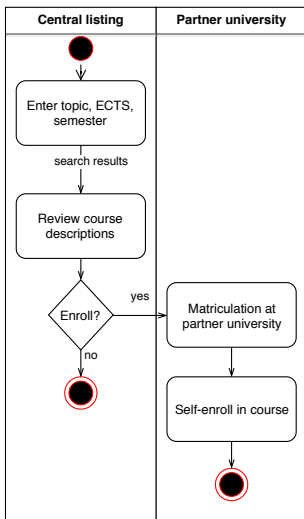 Central listing
Partner university
Enter topic, ECTS,
semester
search results
Review course
descriptions
Enroll?
yes
no
Matriculation at
partner university
Self-enroll in course